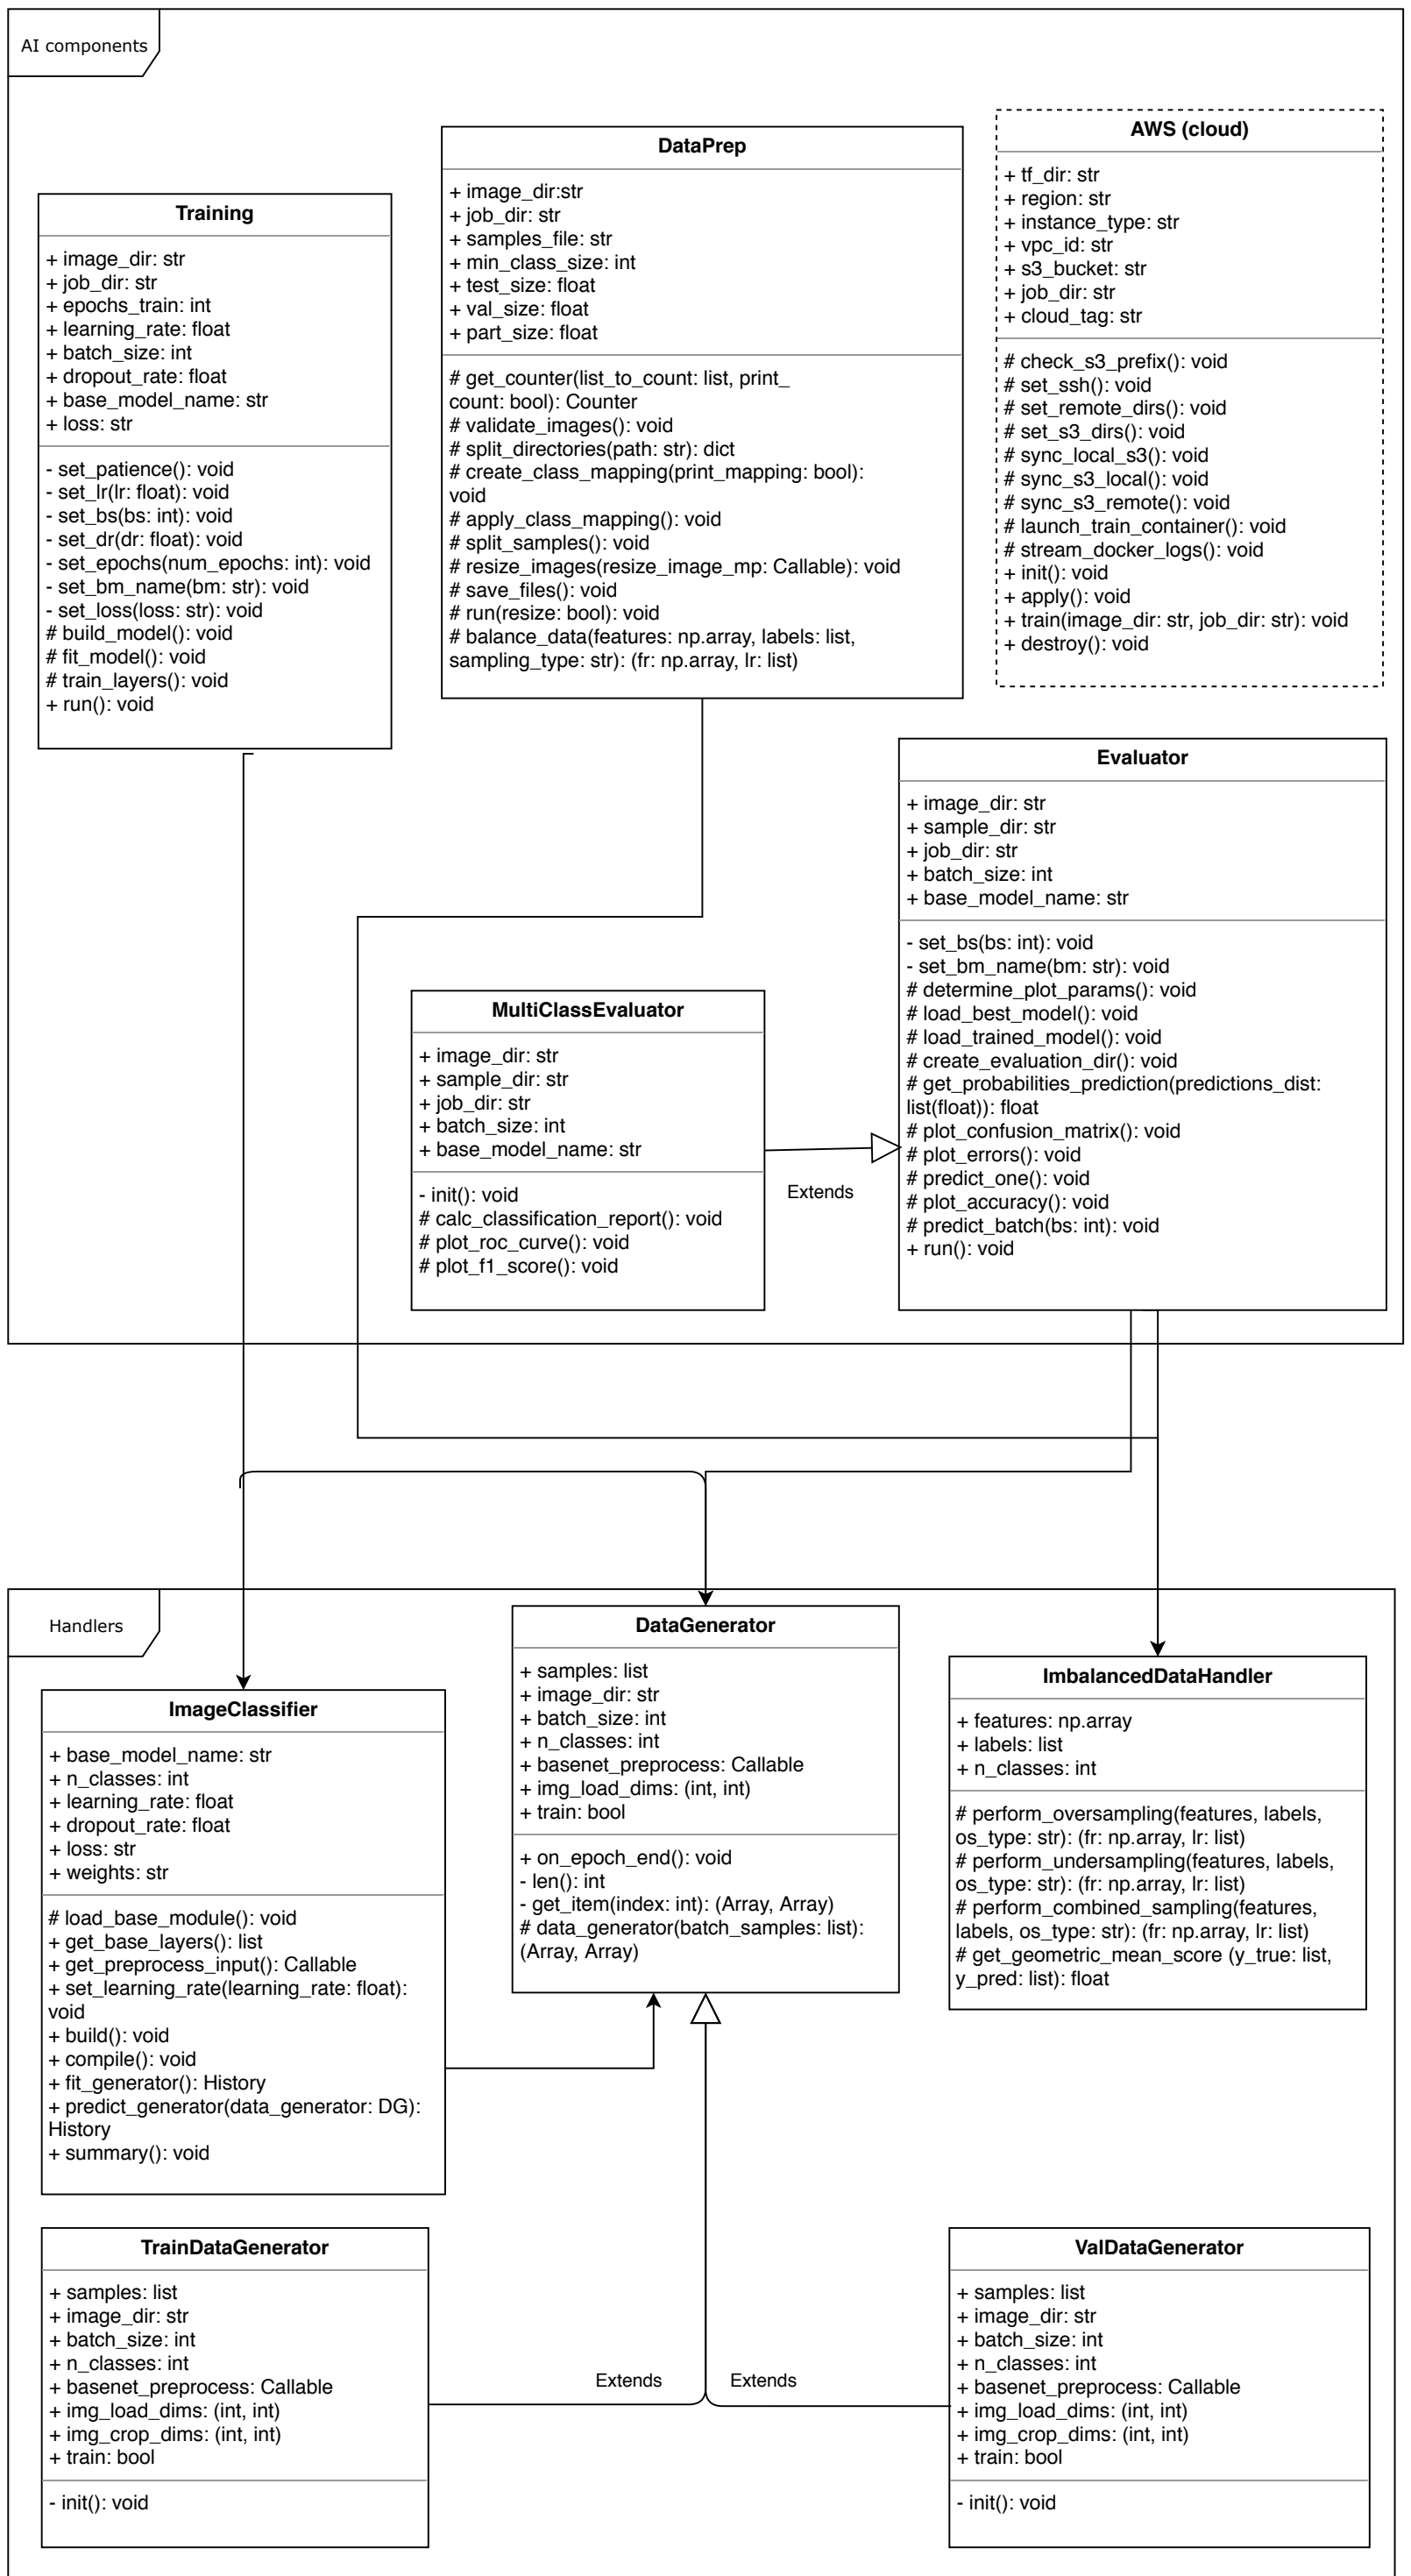 AI components
Training
+ image_dir: str
+ job_dir: str
+ epochs_train: int
+ learning_rate: float
+ batch_size: int
+ dropout_rate: float
+ base_model_name: str
+ loss: str
- set_patience(): void
- set_lr(lr: float): void
- set_bs(bs: int): void
- set_dr(dr: float): void
- set_epochs(num_epochs: int): void
- set_bm_name(bm: str): void
- set_loss(loss: str): void
# build_model(): void
# fit_model(): void
# train_layers(): void
+ run(): void
DataPrep
+ image_dir:str
+ job_dir: str
+ samples_file: str
+ min_class_size: int
+ test_size: float
+ val_size: float
+ part_size: float
# get_counter(list_to_count: list, print_
count: bool): Counter
# validate_images(): void
# split_directories(path: str): dict
# create_class_mapping(print_mapping: bool):
void
# apply_class_mapping(): void
# split_samples(): void
# resize_images(resize_image_mp: Callable): void
# save_files(): void
# run(resize: bool): void
# balance_data(features: np.array, labels: list,
sampling_type: str): (fr: np.array, lr: list)
AWS (cloud)
+ tf_dir: str
+ region: str
+ instance_type: str
+ vpc_id: str
+ s3_bucket: str
+ job_dir: str
+ cloud_tag: str
# check_s3_prefix(): void
# set_ssh(): void
# set_remote_dirs(): void
# set_s3_dirs(): void
# sync_local_s3(): void
# sync_s3_local(): void
# sync_s3_remote(): void
# launch_train_container(): void
# stream_docker_logs(): void
+ init(): void
+ apply(): void
+ train(image_dir: str, job_dir: str): void
+ destroy(): void
MultiClassEvaluator
+ image_dir: str
+ sample_dir: str
+ job_dir: str
+ batch_size: int
+ base_model_name: str
- init(): void
# calc_classification_report(): void
# plot_roc_curve(): void
# plot_f1_score(): void
Extends
Evaluator
+ image_dir: str
+ sample_dir: str
+ job_dir: str
+ batch_size: int
+ base_model_name: str
- set_bs(bs: int): void
- set_bm_name(bm: str): void
# determine_plot_params(): void
# load_best_model(): void
# load_trained_model(): void
# create_evaluation_dir(): void
# get_probabilities_prediction(predictions_dist:
list(float)): float
# plot_confusion_matrix(): void
# plot_errors(): void
# predict_one(): void
# plot_accuracy(): void
# predict_batch(bs: int): void
+ run(): void
Handlers
ImageClassifier
+ base_model_name: str
+ n_classes: int
+ learning_rate: float
+ dropout_rate: float
+ loss: str
+ weights: str
# load_base_module(): void
+ get_base_layers(): list
+ get_preprocess_input(): Callable
+ set_learning_rate(learning_rate: float):
void
+ build(): void
+ compile(): void
+ fit_generator(): History
+ predict_generator(data_generator: DG):
History
+ summary(): void
DataGenerator
+ samples: list
+ image_dir: str
+ batch_size: int
+ n_classes: int
+ basenet_preprocess: Callable
+ img_load_dims: (int, int)
+ train: bool
+ on_epoch_end(): void
- len(): int
- get_item(index: int): (Array, Array)
# data_generator(batch_samples: list):
(Array, Array)
ImbalancedDataHandler
+ features: np.array
+ labels: list
+ n_classes: int
# perform_oversampling(features, labels,
os_type: str): (fr: np.array, lr: list)
# perform_undersampling(features, labels,
os_type: str): (fr: np.array, lr: list)
# perform_combined_sampling(features,
labels, os_type: str): (fr: np.array, lr: list)
# get_geometric_mean_score (y_true: list,
y_pred: list): float
TrainDataGenerator
+ samples: list
+ image_dir: str
+ batch_size: int
+ n_classes: int
+ basenet_preprocess: Callable
+ img_load_dims: (int, int)
+ img_crop_dims: (int, int)
+ train: bool
- init(): void
Extends
Extends
ValDataGenerator
+ samples: list
+ image_dir: str
+ batch_size: int
+ n_classes: int
+ basenet_preprocess: Callable
+ img_load_dims: (int, int)
+ img_crop_dims: (int, int)
+ train: bool
- init(): void